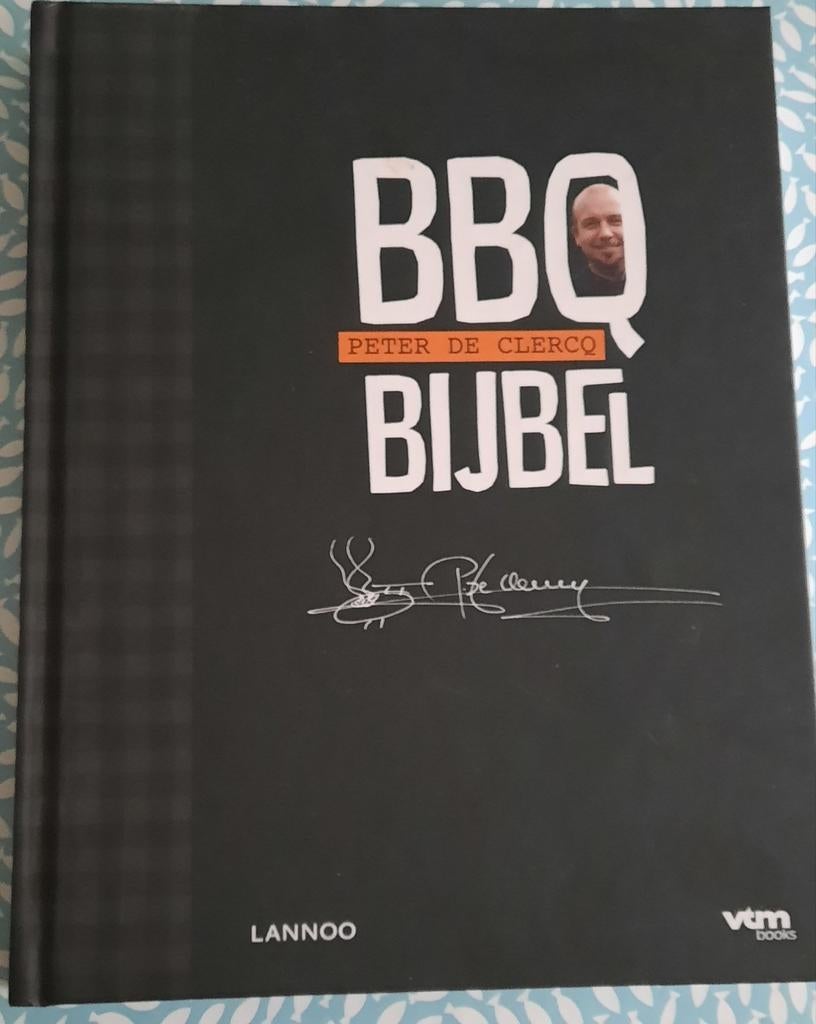 BBQ
PETER DE CLERCQ
BIJBEL
LANNOO
vtm
books